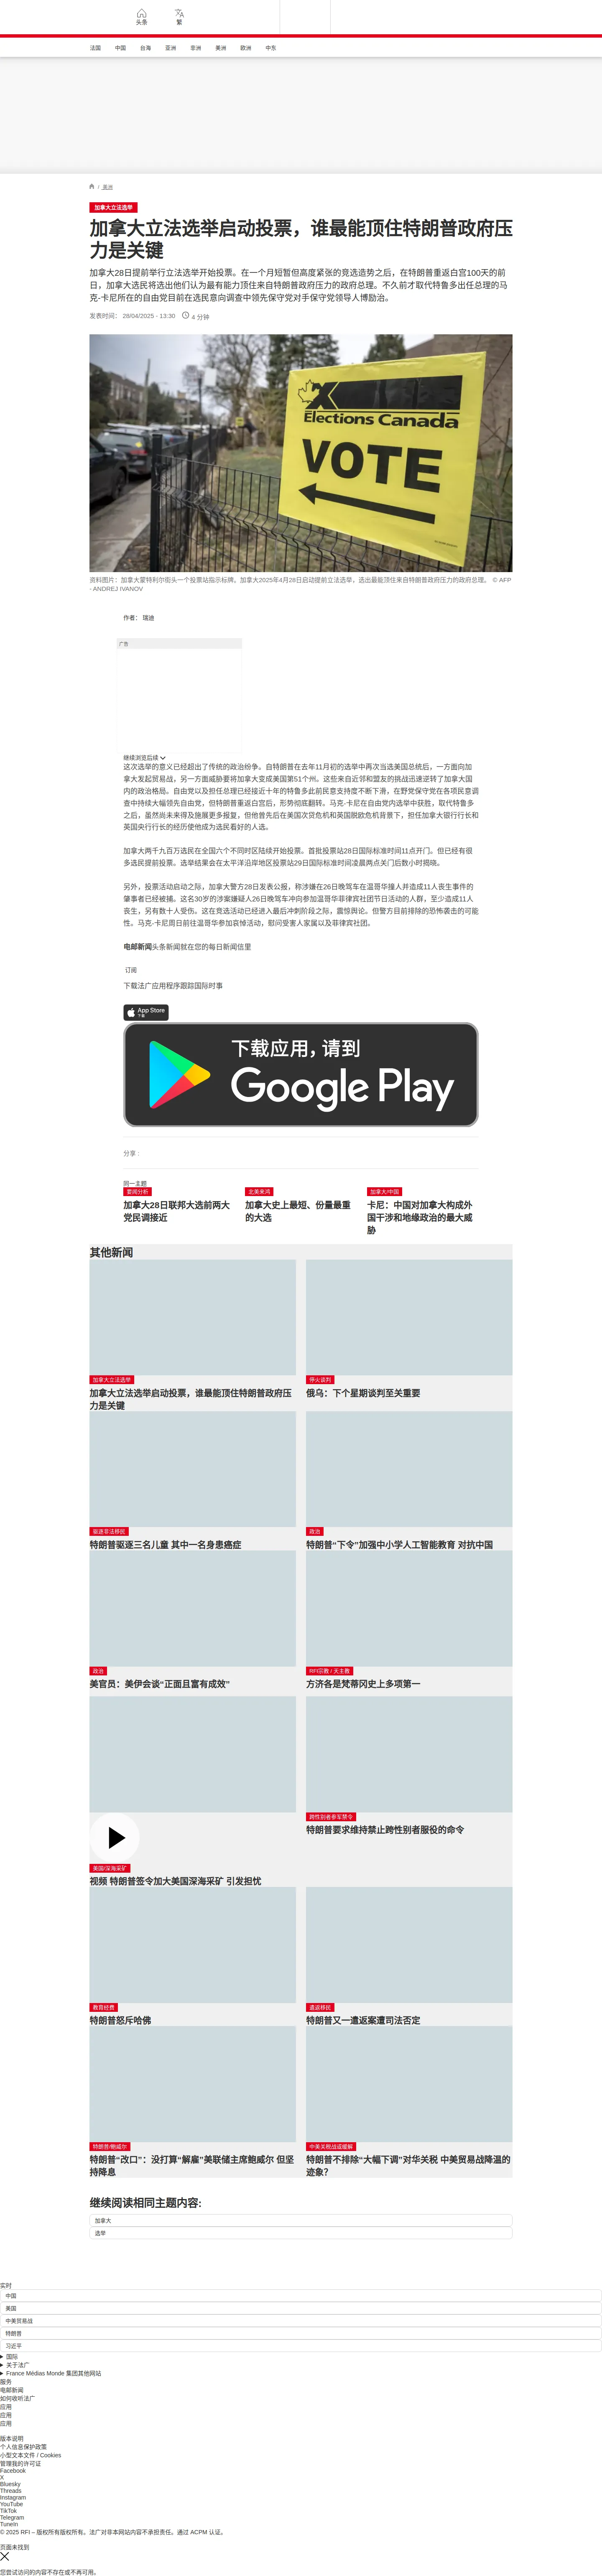 头条
繁
法国 中国 台海 亚洲 非洲 美洲 欧洲 中东
/ 美洲
加拿大立法选举
加拿大立法选举启动投票，谁最能顶住特朗普政府压
力是关键
加拿大28日提前举行立法选举开始投票。在一个月短暂但高度紧张的竞选造势之后，在特朗普重返白宫100天的前
日，加拿大选民将选出他们认为最有能力顶住来自特朗普政府压力的政府总理。不久前才取代特鲁多出任总理的马
克-卡尼所在的自由党目前在选民意向调查中领先保守党对手保守党领导人博励治。
发表时间： 28/04/2025 - 13:30 4 分钟
Elections Canada
VOTE
资料图片：加拿大蒙特利尔街头一个投票站指示标牌。加拿大2025年4月28日启动提前立法选举，选出最能顶住来自特朗普政府压力的政府总理。 © AFP
- ANDREJ IVANOV
作者： 瑞迪
广告
继续浏览后续
这次选举的意义已经超出了传统的政治纷争。自特朗普在去年11月初的选举中再次当选美国总统后，一方面向加
拿大发起贸易战，另一方面威胁要将加拿大变成美国第51个州。这些来自近邻和盟友的挑战迅速逆转了加拿大国
内的政治格局。自由党以及担任总理已经接近十年的特鲁多此前民意支持度不断下滑，在野党保守党在各项民意调
查中持续大幅领先自由党，但特朗普重返白宫后，形势彻底翻转。马克-卡尼在自由党内选举中获胜，取代特鲁多
之后，虽然尚未来得及施展更多报复，但他曾先后在美国次贷危机和英国脱欧危机背景下，担任加拿大银行行长和
英国央行行长的经历使他成为选民看好的人选。
加拿大两千九百万选民在全国六个不同时区陆续开始投票。首批投票站28日国际标准时间11点开门。但已经有很
多选民提前投票。选举结果会在太平洋沿岸地区投票站29日国际标准时间凌晨两点关门后数小时揭晓。
另外，投票活动启动之际，加拿大警方28日发表公报，称涉嫌在26日晚驾车在温哥华撞人并造成11人丧生事件的
肇事者已经被捕。这名30岁的涉案嫌疑人26日晚驾车冲向参加温哥华菲律宾社团节日活动的人群，至少造成11人
丧生，另有数十人受伤。这在竞选活动已经进入最后冲刺阶段之际，震惊舆论。但警方目前排除的恐怖袭击的可能
性。马克-卡尼周日前往温哥华参加哀悼活动，慰问受害人家属以及菲律宾社团。
电邮新闻头条新闻就在您的每日新闻信里
订阅
下载法广应用程序跟踪国际时事
App Store
下载
下载应用，请到
Google Play
分享 :
同一主题
要闻分析
加拿大28日联邦大选前两大
党民调接近
北美来鸿
加拿大史上最短、份量最重
的大选
加拿大/中国
卡尼：中国对加拿大构成外
国干涉和地缘政治的最大威
胁
其他新闻
加拿大立法选举
加拿大立法选举启动投票，谁最能顶住特朗普政府压
力是关键
停火谈判
俄乌：下个星期谈判至关重要
驱逐非法移民
特朗普驱逐三名儿童 其中一名身患癌症
政治
特朗普“下令”加强中小学人工智能教育 对抗中国
政治
美官员：美伊会谈“正面且富有成效”
RFI宗教 / 天主教
方济各是梵蒂冈史上多项第一
美国/深海采矿
视频 特朗普签令加大美国深海采矿 引发担忧
跨性别者参军禁令
特朗普要求维持禁止跨性别者服役的命令
教育经费
特朗普怒斥哈佛
遣返移民
特朗普又一遣返案遭司法否定
特朗普/鲍威尔
特朗普“改口”：没打算“解雇”美联储主席鲍威尔 但坚
持降息
中美关税战或缓解
特朗普不排除“大幅下调”对华关税 中美贸易战降温的
迹象？
继续阅读相同主题内容:
加拿大
选举
实时
中国
美国
中美贸易战
特朗普
习近平
国际
关于法广
France Médias Monde 集团其他网站
服务
电邮新闻
如何收听法广
应用
应用
应用
版本说明
个人信息保护政策
小型文本文件 / Cookies
管理我的许可证
Facebook
X
Bluesky
Threads
Instagram
YouTube
TikTok
Telegram
TuneIn
© 2025 RFI – 版权所有版权所有。法广对非本网站内容不承担责任。通过 ACPM 认证。
页面未找到
您尝试访问的内容不存在或不再可用。